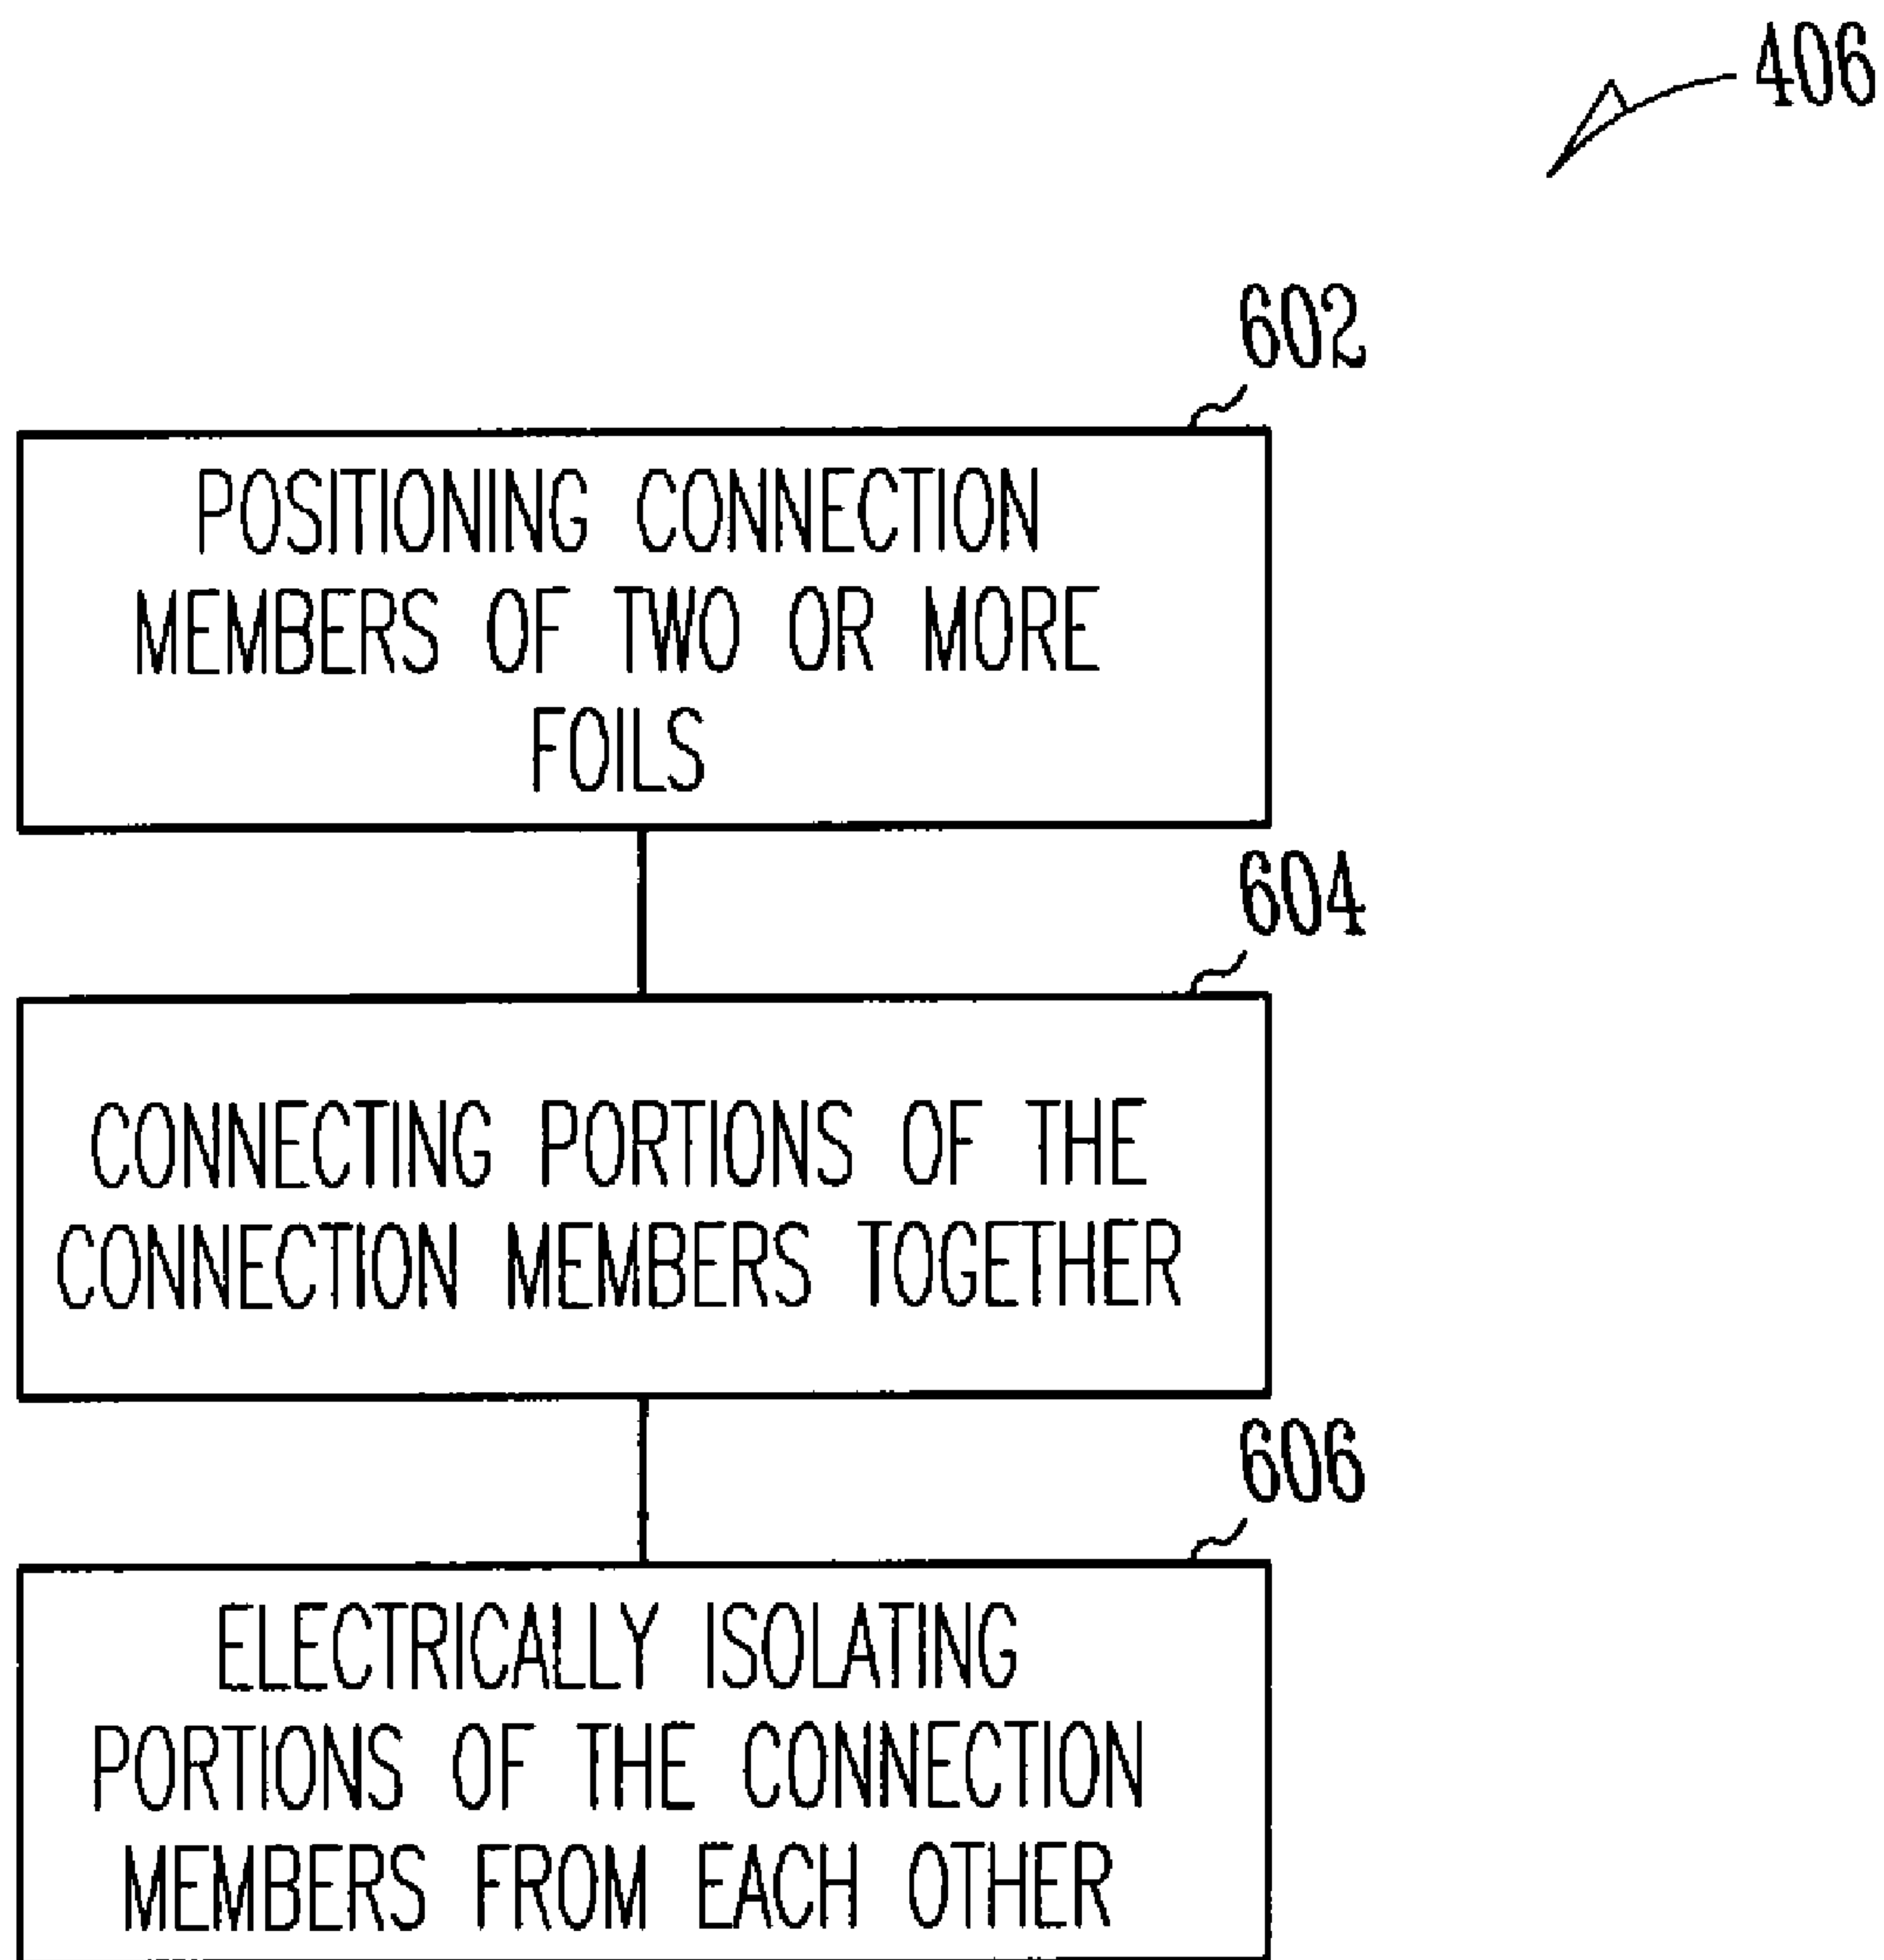 406
602
POSITIONING CONNECTION
MEMBERS OF TWO OR MORE
FOILS
604
CONNECTING PORTIONS OF THE
CONNECTION MEMBERS TOGETHER
606
ELECTRICALLY ISOLATING
PORTIONS OF THE CONNECTION
MEMBERS FROM EACH OTHER